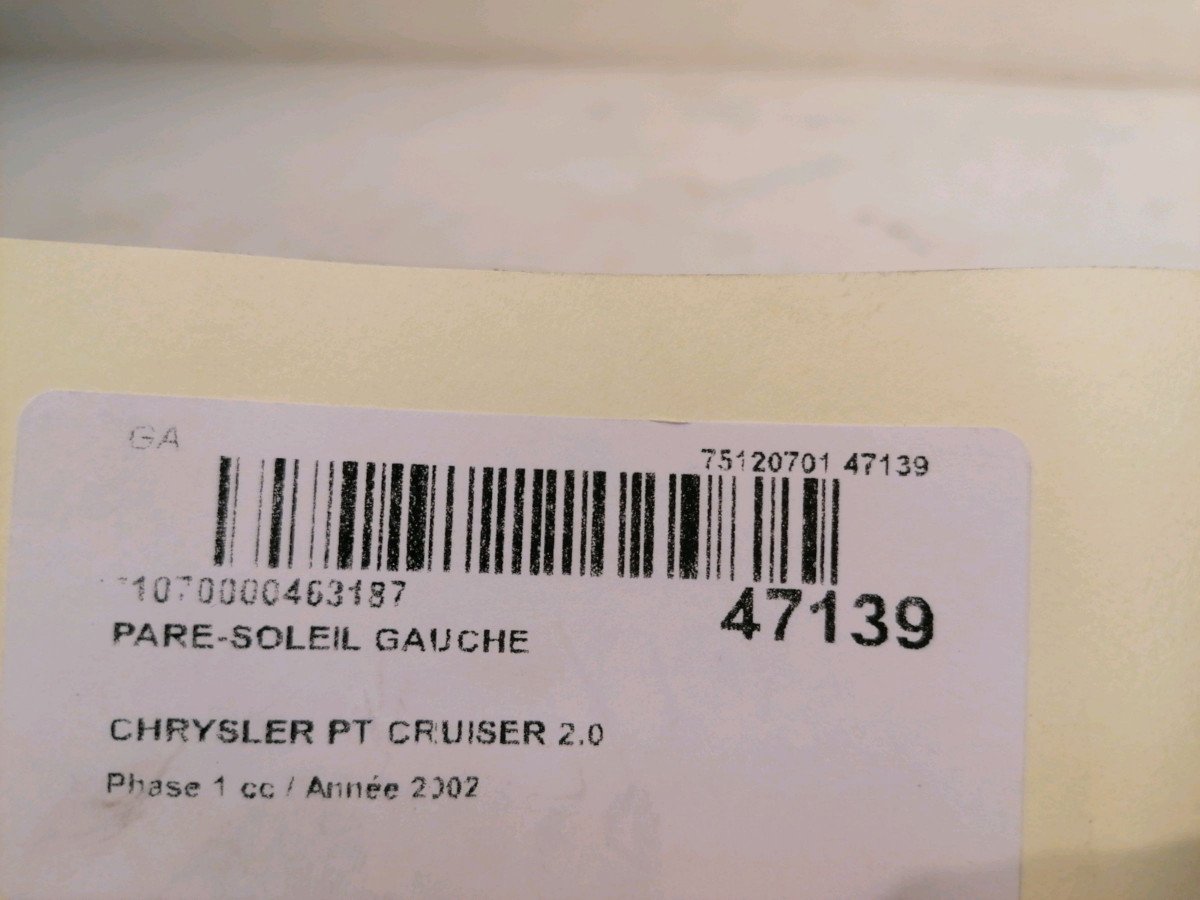 GA
75120701 47139
*1070000463187
47139
PARE-SOLEIL GAUCHE
CHRYSLER PT CRUISER 2.0
Phase 1 cc / Année 2002